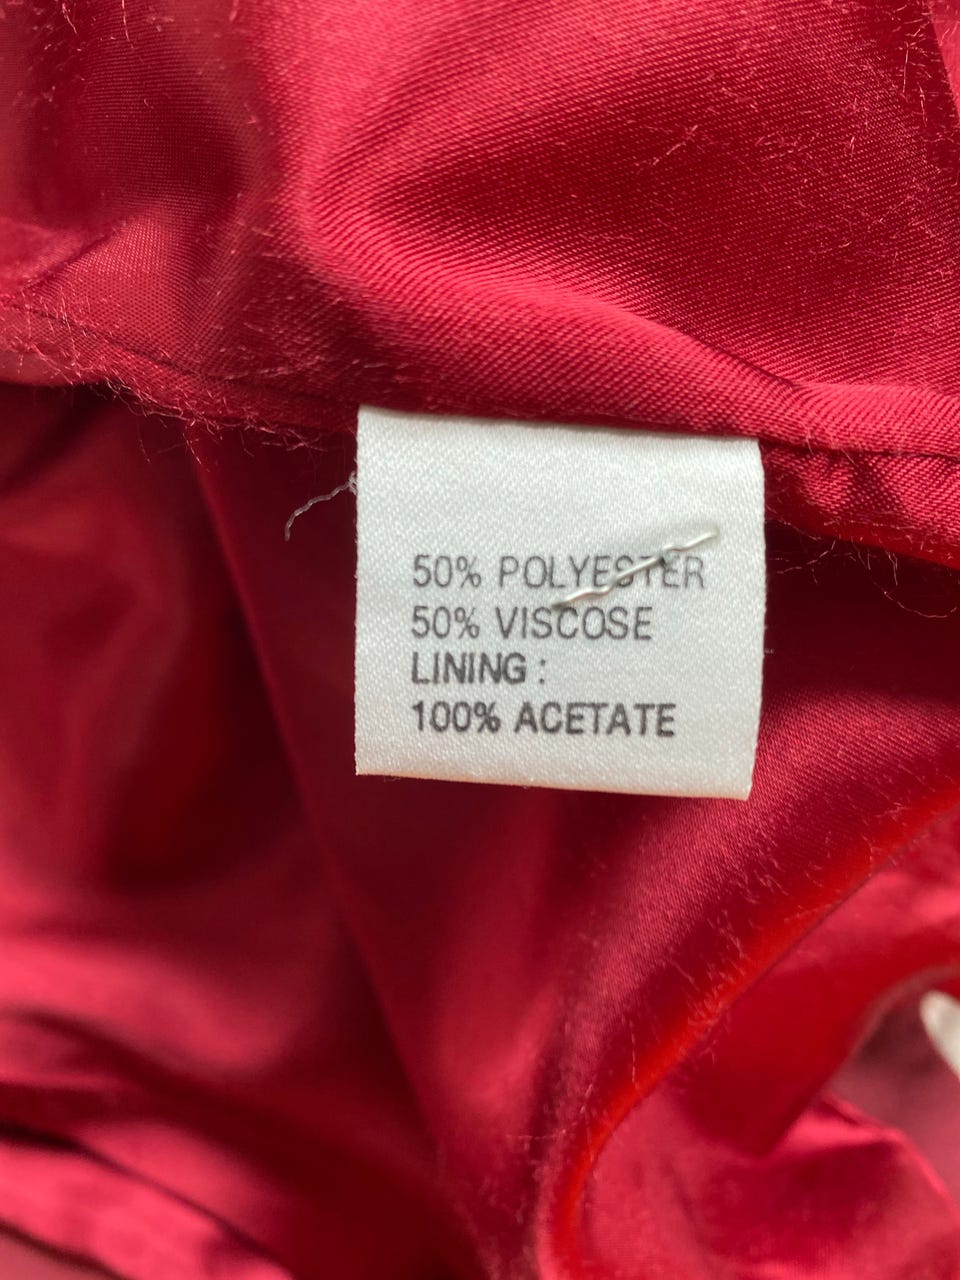 50% POLYESTER
50% VISCOSE
LINING :
100% ACETATE